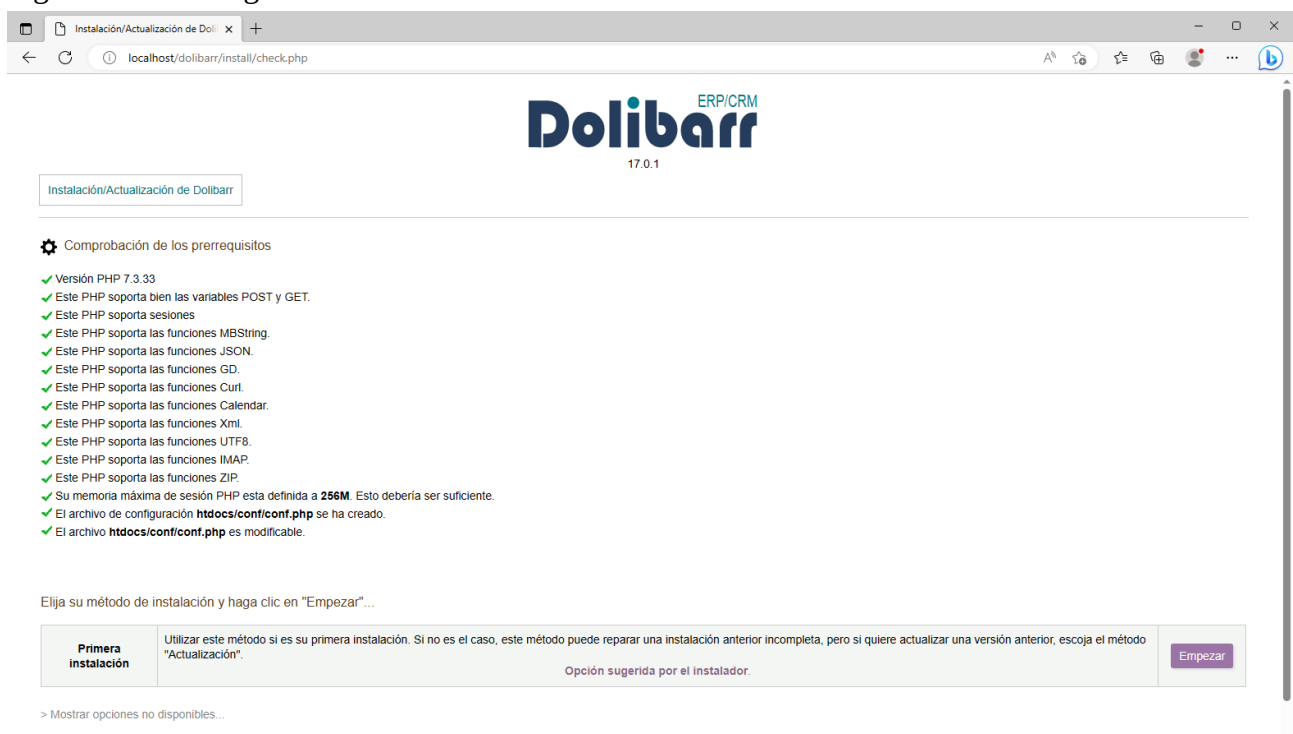 Instalación/Actualización de Doli
localhost/dolibarr/install/check.php
ERP/CRM
Dolibarr
17.0.1
Instalación/Actualización de Dolibarr
Comprobación de los prerrequisitos
Versión PHP 7.3.33
Este PHP soporta bien las variables POST y GET.
Este PHP soporta sesiones
Este PHP soporta las funciones MBString.
Este PHP soporta las funciones JSON.
Este PHP soporta las funciones GD.
Este PHP soporta las funciones Curl.
Este PHP soporta las funciones Calendar.
Este PHP soporta las funciones Xml.
Este PHP soporta las funciones UTF8.
Este PHP soporta las funciones IMAP.
Este PHP soporta las funciones ZIP.
Su memoria máxima de sesión PHP esta definida a 256M. Esto debería ser suficiente.
El archivo de configuración htdocs/conf/conf.php se ha creado.
El archivo htdocs/conf/conf.php es modificable.
Elija su método de instalación y haga clic en "Empezar"...
Primera
instalación
Utilizar este método si es su primera instalación. Si no es el caso, este método puede reparar una instalación anterior incompleta, pero si quiere actualizar una versión anterior, escoja el método
"Actualización".
Opción sugerida por el instalador.
Empezar
> Mostrar opciones no disponibles...